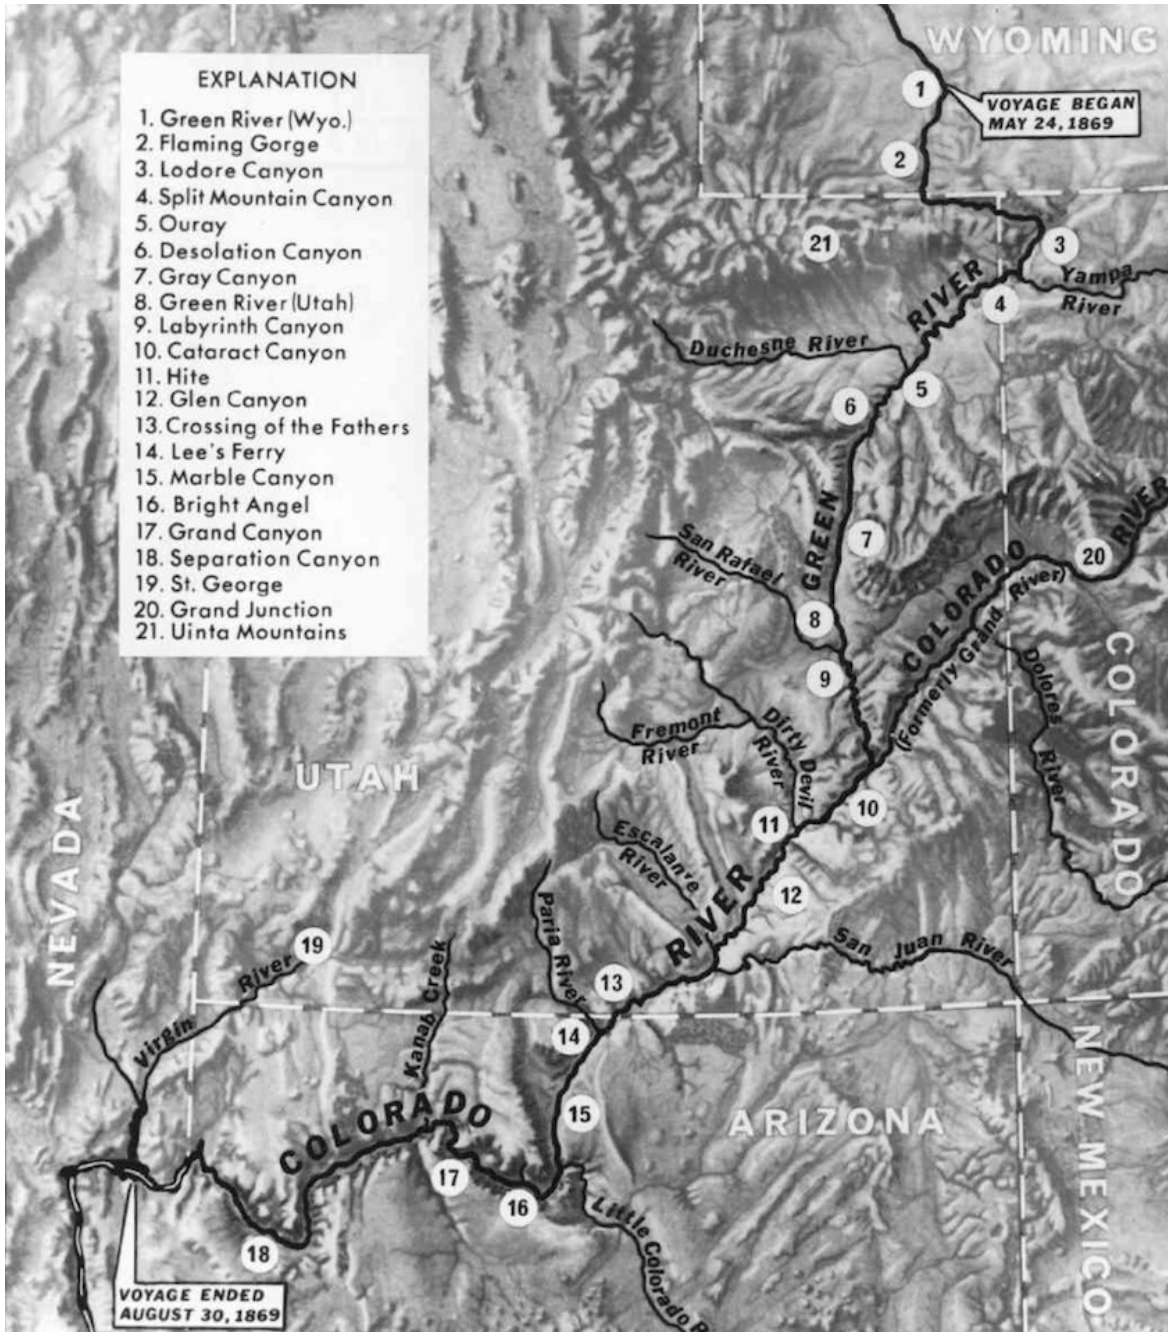 EXPLANATION
1. Green River (Wyo.)
2. Flaming Gorge
3. Lodore Canyon
4. Split Mountain Canyon
5. Ouray
6. Desolation Canyon
7. Gray Canyon
8. Green River (Utah)
9. Labyrinth Canyon
10. Cataract Canyon
11. Hite
12. Glen Canyon
13. Crossing of the Fathers
14. Lee's Ferry
15. Marble Canyon
16. Bright Angel
17. Grand Canyon
18. Separation Canyon
19. St. George
20. Grand Junction
21. Uinta Mountains
WYOMING
1
VOYAGE BEGAN
MAY 24, 1869
2
21
3
Yampa
River
RIVER
4
Duchesne River
5
6
GREEN
7
San Rafael
River
COLORADO
RIVER
20
(Formerly Grand River)
8
9
Dolores
River
COLORADO
Fremont
River
Dirty Devil
River
UTAH
10
11
Escalante
River
RIVER
12
NEVADA
Paria River
San Juan River
19
Virgin River
Kanab Creek
13
14
NEW MEXICO
15
ARIZONA
COLORADO
17
16
Little Colorado R
18
VOYAGE ENDED
AUGUST 30, 1869